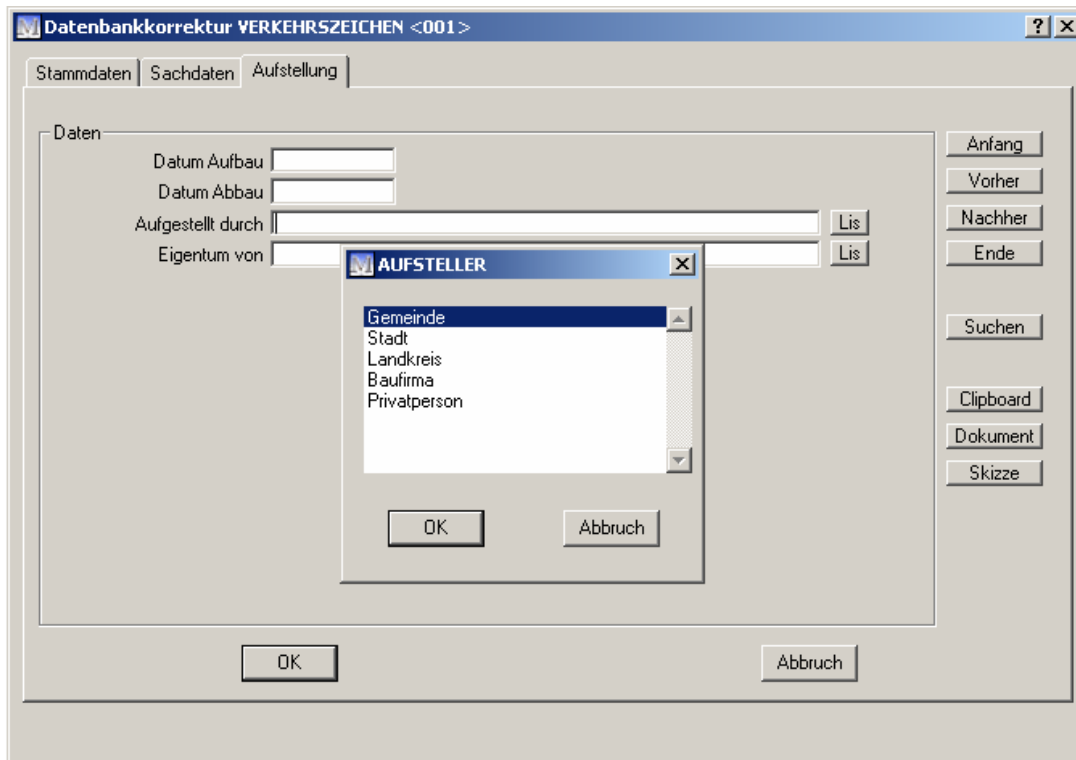 Datenbankkorrektur VERKEHRSZEICHEN <001>
Stammdaten Sachdaten Aufstellung
Daten
Datum Aufbau
Datum Abbau
Aufgestellt durch Lis
Eigentum von Lis
AUFSTELLER
Gemeinde
Stadt
Landkreis
Baufirma
Privatperson
OK Abbruch
Anfang
Vorher
Nachher
Ende
Suchen
Clipboard
Dokument
Skizze
OK Abbruch